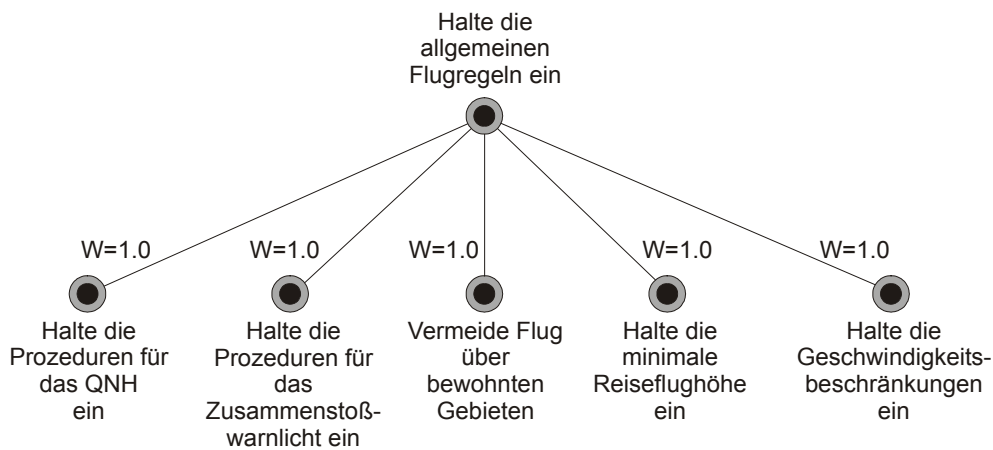 Halte die
allgemeinen
Flugregeln ein
W=1.0
W=1.0
W=1.0
W=1.0
W=1.0
Halte die
Prozeduren für
das QNH
ein
Halte die
Prozeduren für
das
Zusammenstoß-
warnlicht ein
Vermeide Flug
über
bewohnten
Gebieten
Halte die
minimale
Reiseflughöhe
ein
Halte die
Geschwindigkeits-
beschränkungen
ein